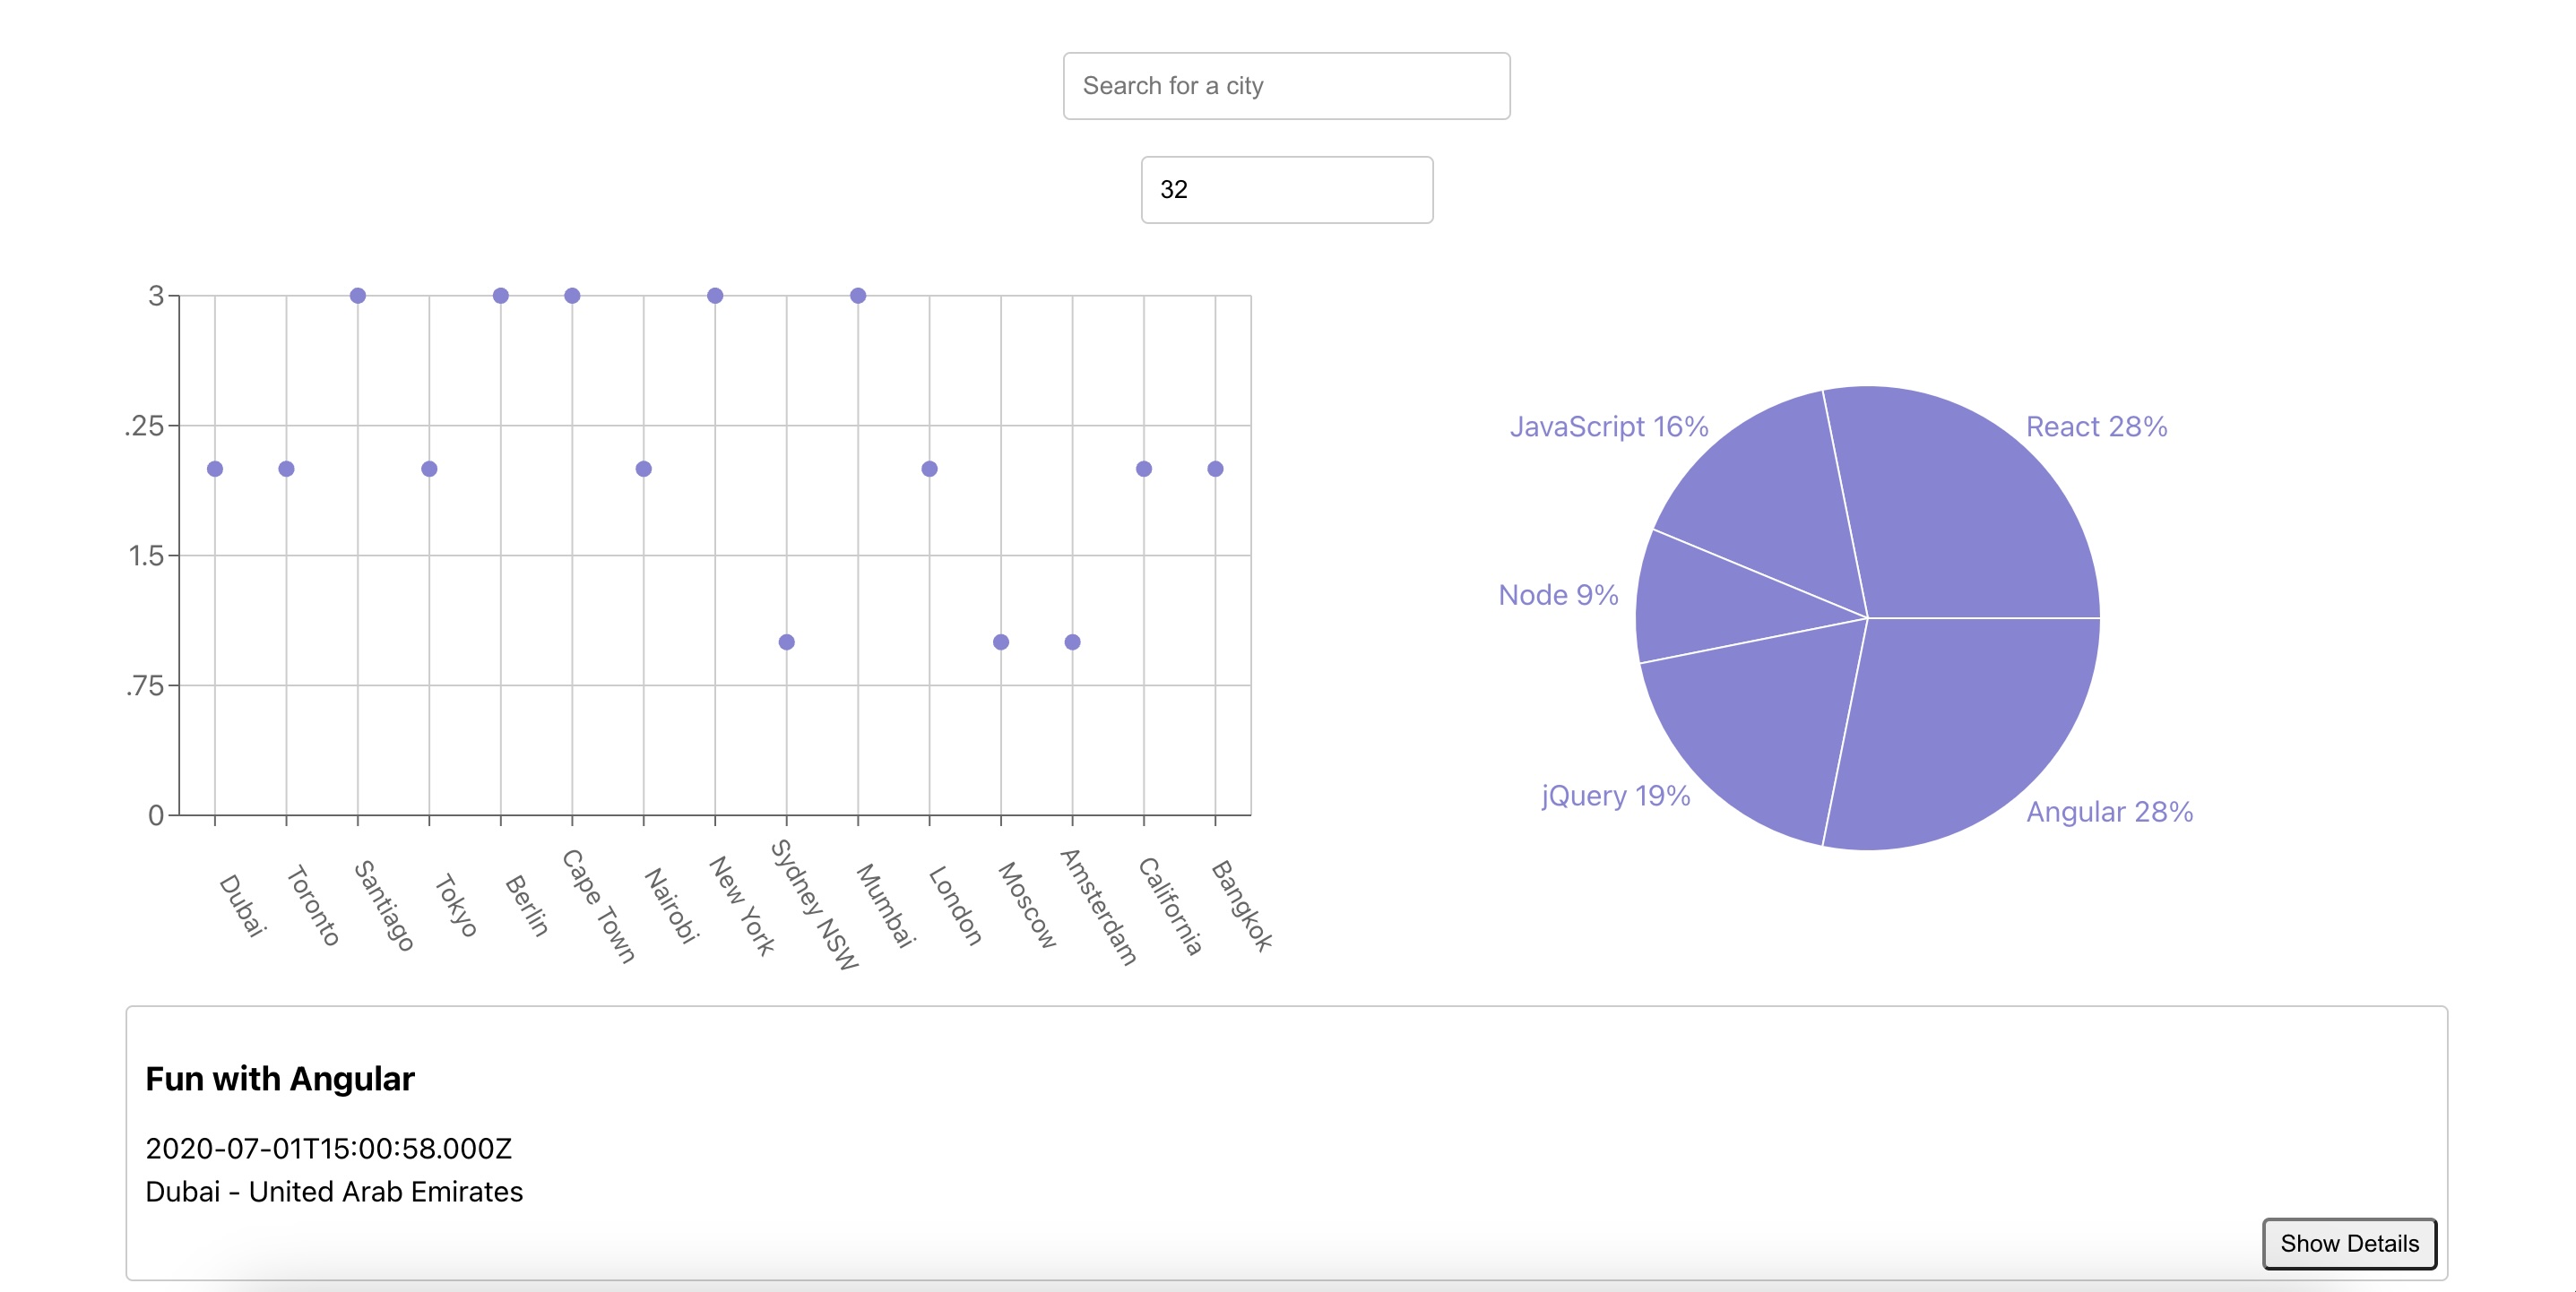 Search for a city
32
3
.25
1.5
.75
0
Dubai
Toronto
Santiago
Tokyo
Berlin
Cape Town
Nairobi
New York
Sydney NSW
Mumbai
London
Moscow
Amsterdam
California
Bangkok
JavaScript 16%
React 28%
Node 9%
jQuery 19%
Angular 28%
Fun with Angular
2020-07-01T15:00:58.000Z
Dubai - United Arab Emirates
Show Details